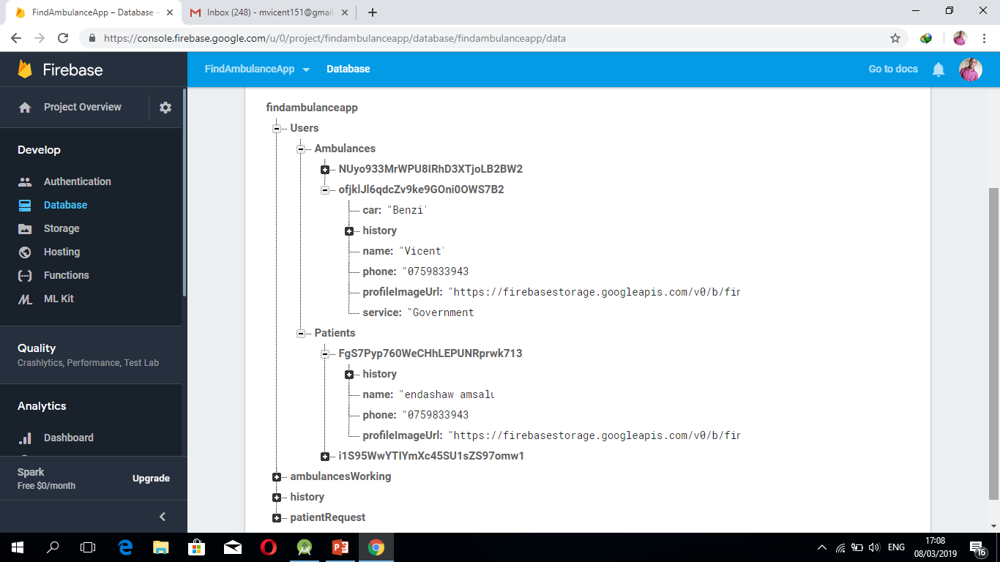 FindAmbulanceApp – Database –
Inbox (248) - mvicent151@gmail.
https://console.firebase.google.com/u/0/project/findambulanceapp/database/findambulanceapp/data
Firebase
FindAmbulanceApp
Database
Go to docs
Project Overview
Develop
Authentication
Database
Storage
Hosting
Functions
ML Kit
Quality
Crashlytics, Performance, Test Lab
Analytics
Dashboard
Spark
Free $0/month
Upgrade
findambulanceapp
Users
Ambulances
NUyo933MrWPU8IRhD3XTjoLB2BW2
ofjklJl6qdcZv9ke9GOni0OWS7B2
car: "Benzi"
history
name: "Vicent"
phone: "0759833943
profileImageUrl: "https://firebasestorage.googleapis.com/v0/b/fin
service: "Government
Patients
FgS7Pyp760WeCHhLEPUNRprwk713
history
name: "endashaw amsalu
phone: "0759833943
profileImageUrl: "https://firebasestorage.googleapis.com/v0/b/fin
i1S95WwYTlYmXc45SU1sZS97omw1
ambulancesWorking
history
patientRequest
ENG
17:08
08/03/2019
16